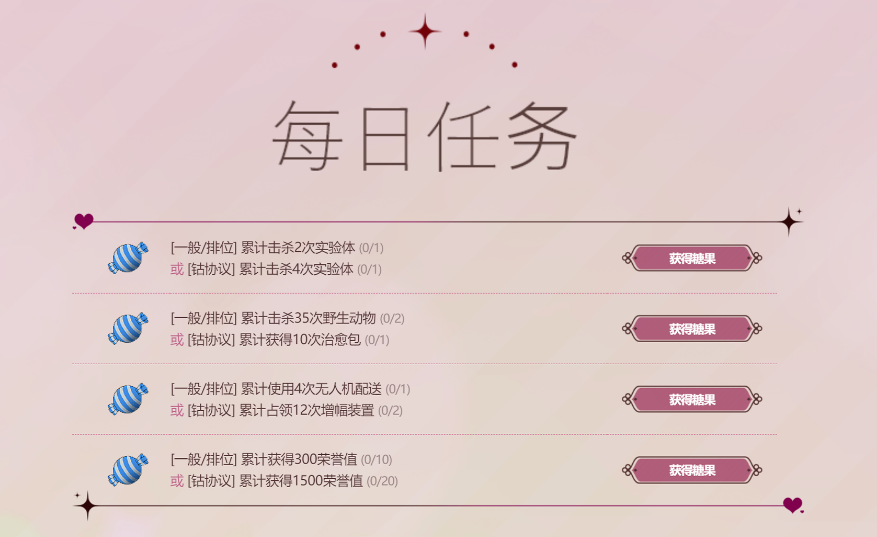 每日任务
[一般/排位] 累计击杀2次实验体 (0/1)
或 [钴协议] 累计击杀4次实验体 (0/1)
获得糖果
[一般/排位] 累计击杀35次野生动物 (0/2)
或 [钴协议] 累计获得10次治愈包 (0/1)
获得糖果
[一般/排位] 累计使用4次无人机配送 (0/1)
或 [钴协议] 累计占领12次增幅装置 (0/2)
获得糖果
[一般/排位] 累计获得300荣誉值 (0/10)
或 [钴协议] 累计获得1500荣誉值 (0/20)
获得糖果